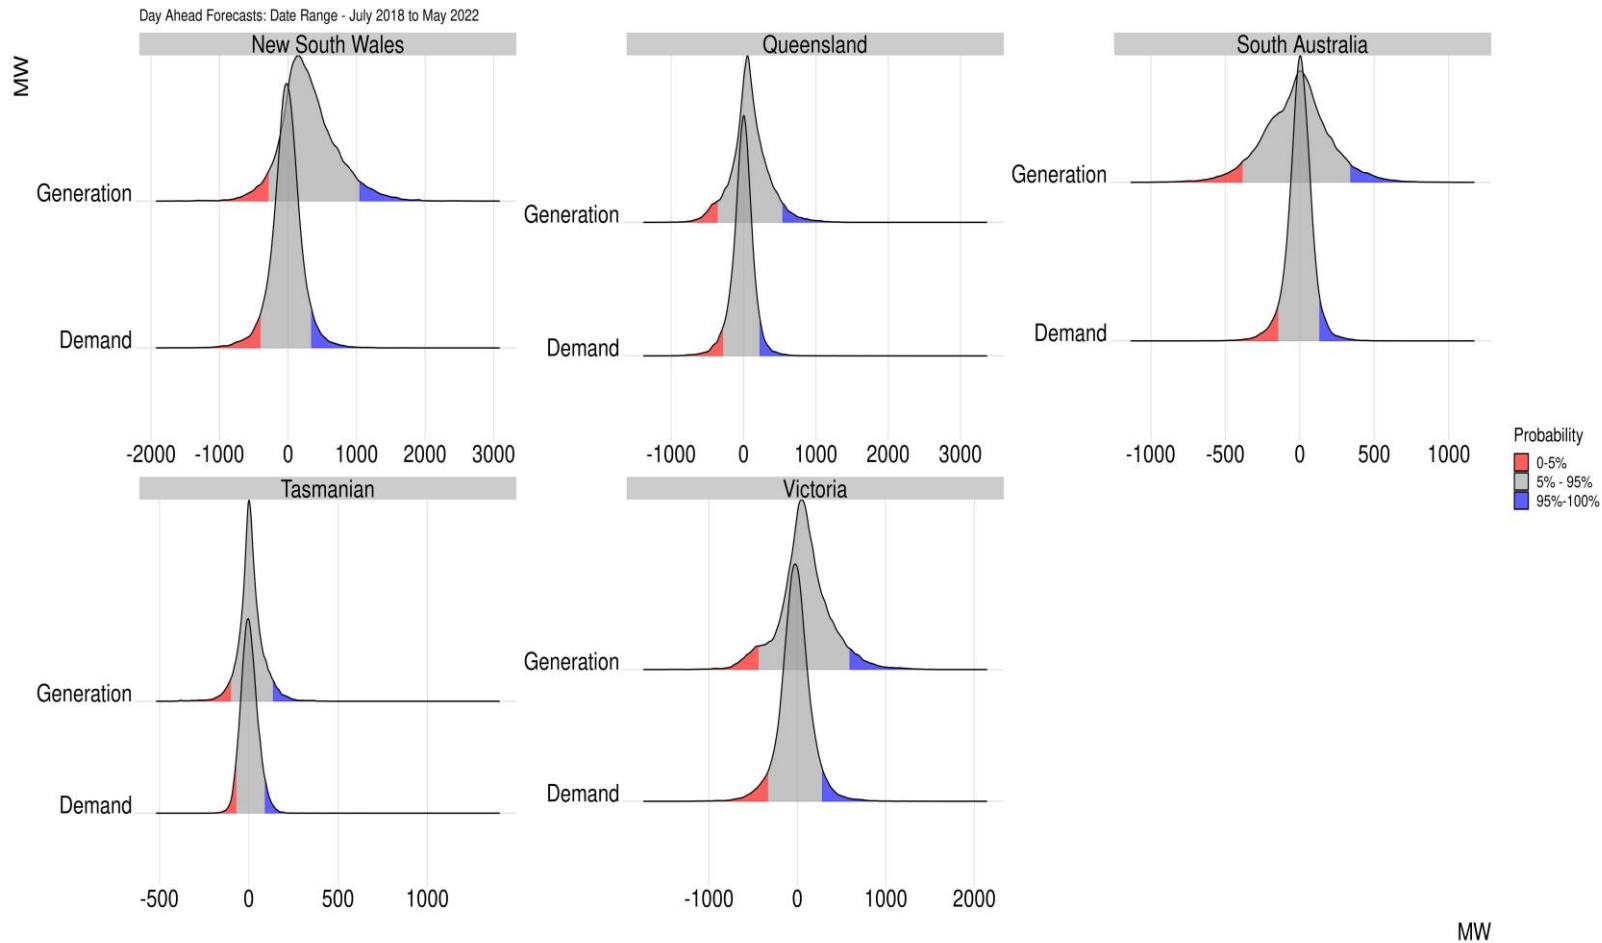 Day Ahead Forecasts: Date Range - July 2018 to May 2022
MW
New South Wales
Generation
Demand
-2000 -1000 0 1000 2000 3000
Queensland
Generation
Demand
-1000 0 1000 2000 3000
South Australia
Generation
Demand
-1000 -500 0 500 1000
Probability
0-5%
5% - 95%
95%-100%
Tasmanian
Generation
Demand
-500 0 500 1000
Victoria
Generation
Demand
-1000 0 1000 2000
MW